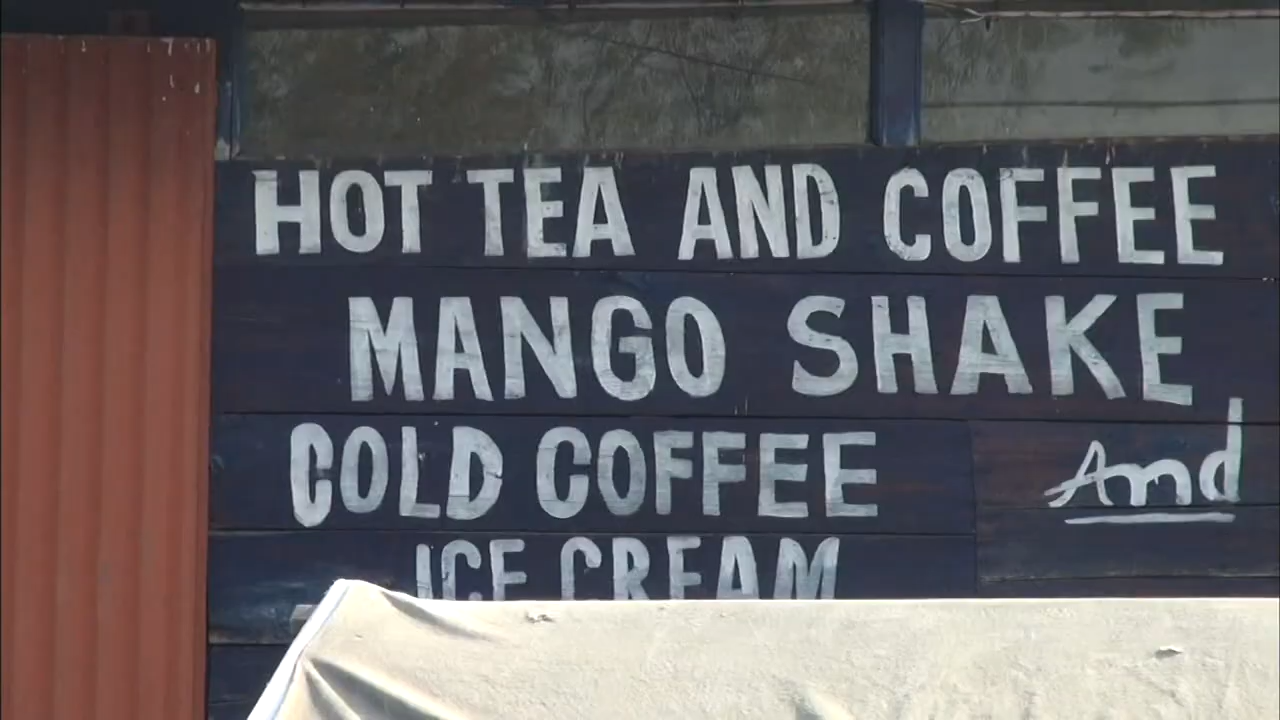 HOT TEA AND COFFEE
MANGO SHAKE
COLD COFFEE And
ICE CREAM